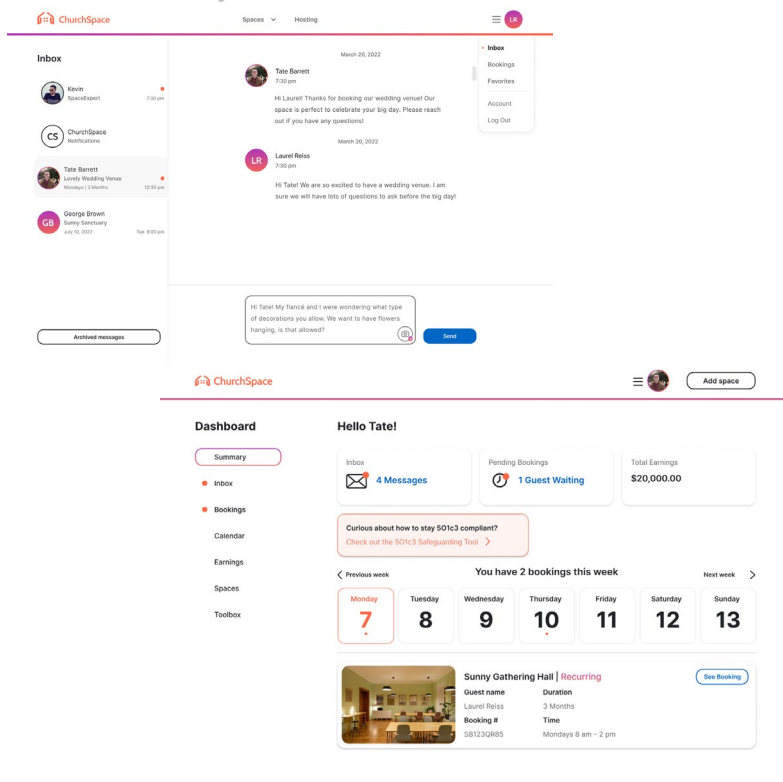 ChurchSpace
Spaces
Hosting
LR
Inbox
Bookings
Favorites
Account
Log Out
Inbox
Kevin
SpaceExpert
7:30 pm
CS
ChurchSpace
Notifications
Tate Barrett
Lovely Wedding Venue
Mondays | 3 Months
12:30 pm
GB
George Brown
Sunny Sanctuary
July 10, 2022
Tue 8:00 pm
Archived messages
March 20, 2022
Tate Barrett
7:30 pm
Hi Laurel! Thanks for booking our wedding venue! Our
space is perfect to celebrate your big day. Please reach
out if you have any questions!
March 20, 2022
LR
Laurel Reiss
7:30 pm
Hi Tate! We are so excited to have a wedding venue. I am
sure we will have lots of questions to ask before the big day!
Hi Tate! My fiancé and I were wondering what type
of decorations you allow. We want to have flowers
hanging, is that allowed?
Send
ChurchSpace
Add space
Dashboard
Summary
Inbox
Bookings
Calendar
Earnings
Spaces
Toolbox
Hello Tate!
Inbox
4 Messages
Pending Bookings
1 Guest Waiting
Total Earnings
$20,000.00
Curious about how to stay 501c3 compliant?
Check out the 501c3 Safeguarding Tool
Previous week
You have 2 bookings this week
Next week
Monday
7
Tuesday
8
Wednesday
9
Thursday
10
Friday
11
Saturday
12
Sunday
13
Sunny Gathering Hall | Recurring
See Booking
Guest name
Duration
Laurel Reiss
3 Months
Booking #
Time
SB123QR85
Mondays 8 am – 2 pm